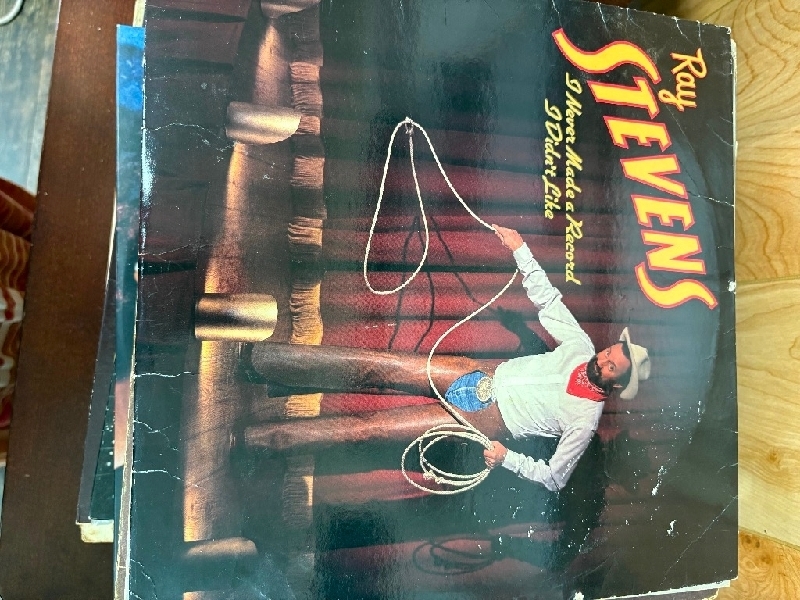 Ray
STEVENS
I Never Made a Record
I Didn't Like